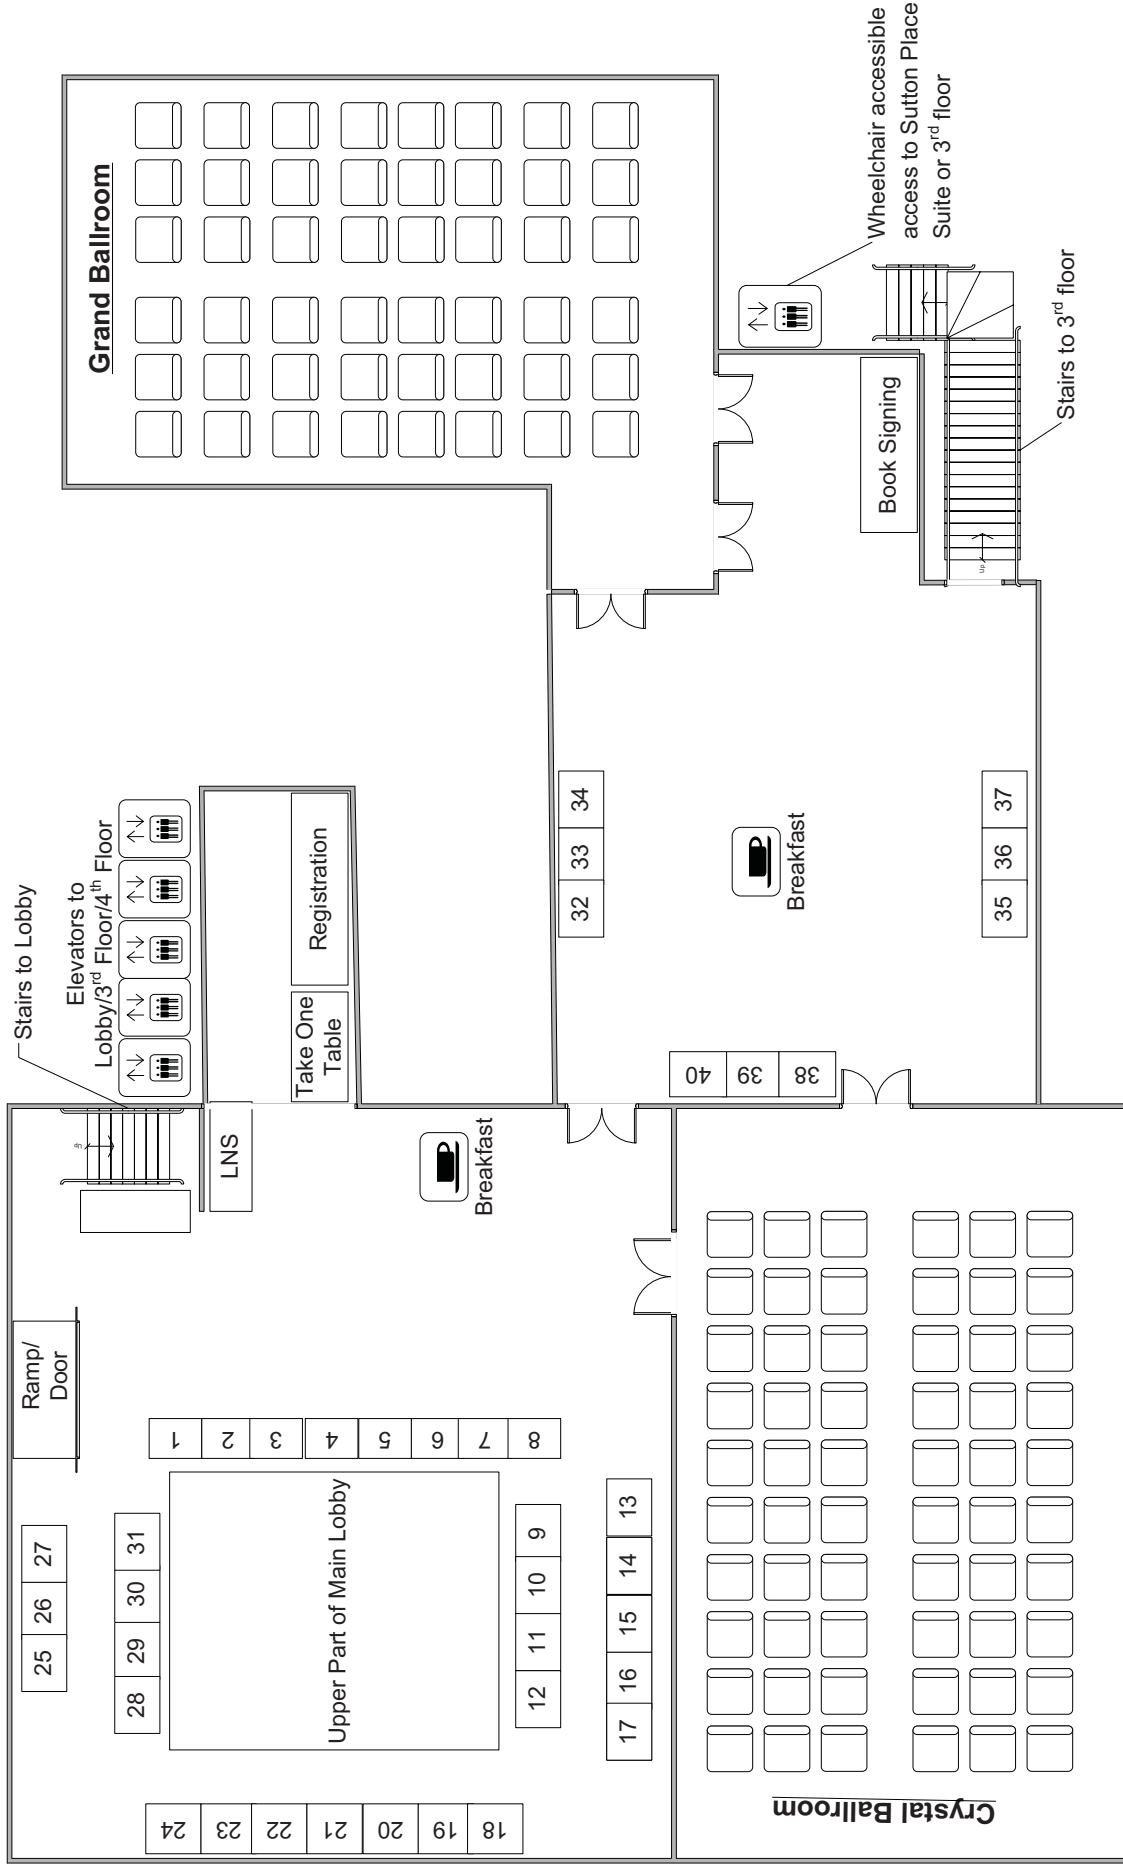 Grand Ballroom
Wheelchair accessible
access to Sutton Place
Suite or 3rd floor
Stairs to 3rd floor
Book Signing
Up
Stairs to Lobby
Elevators to
Lobby/3rd Floor/4th Floor
Registration
Take One
Table
LNS
Up
Breakfast
Ramp/
Door
34
33
32
Breakfast
37
36
35
40
39
38
1
2
3
4
5
6
7
8
27
26
25
31
30
29
28
Upper Part of Main Lobby
9
10
11
12
13
14
15
16
17
24
23
22
21
20
19
18
Crystal Ballroom